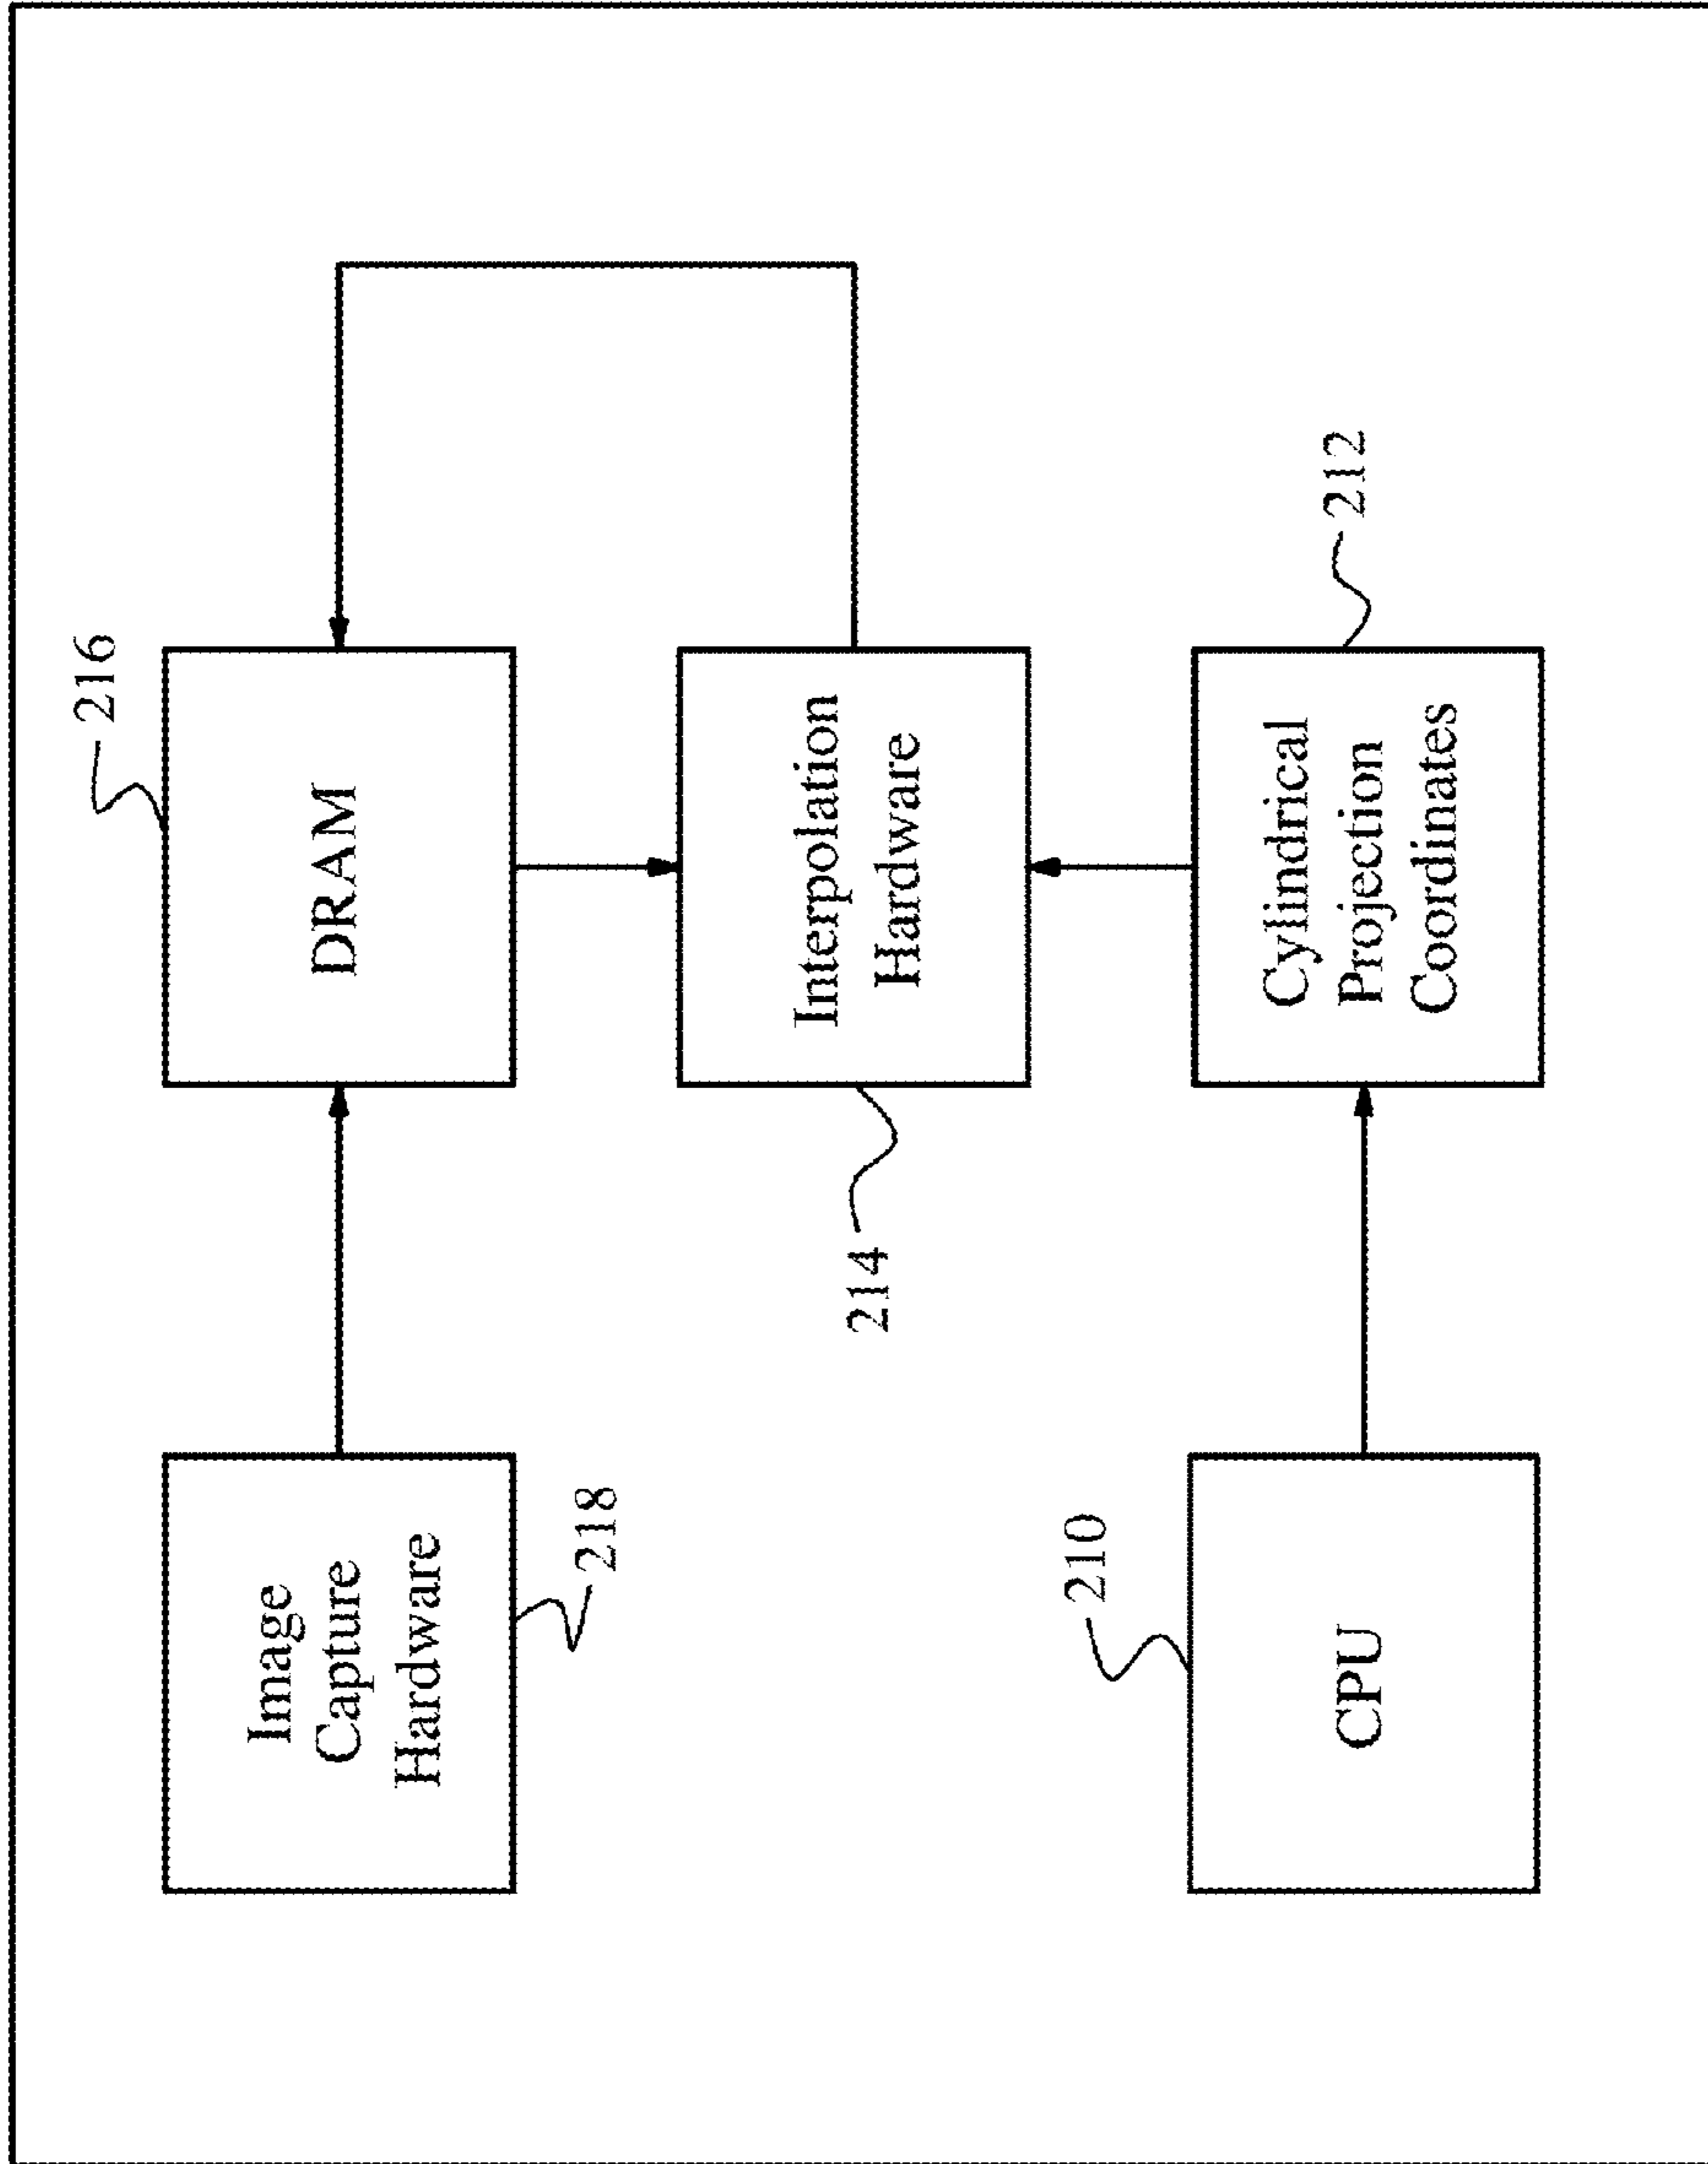 Image
Capture
Hardware
218
DRAM
216
Interpolation
Hardware
214
CPU
210
Cylindrical
Projection
Coordinates
212